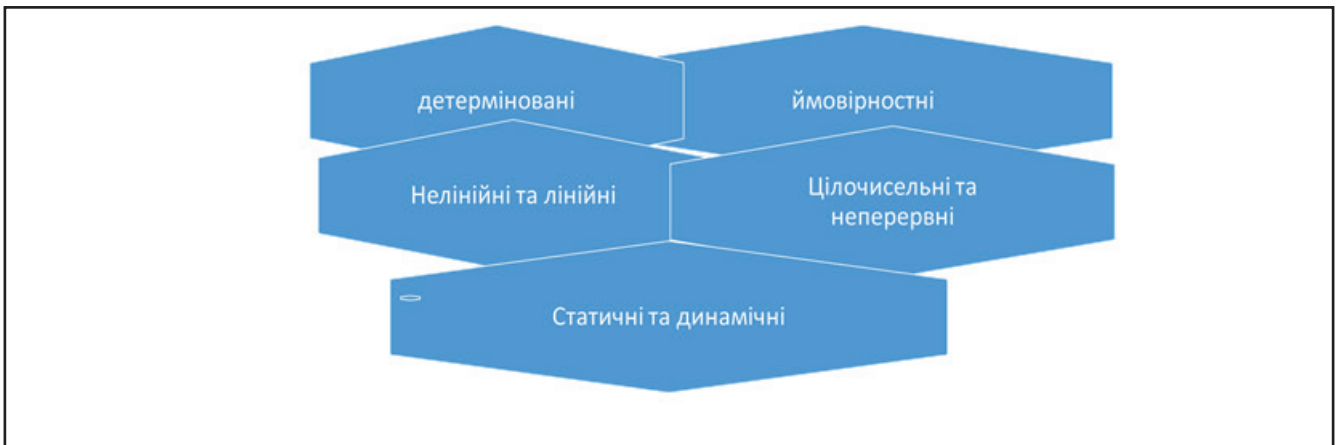 детерміновані
ймовірностні
Нелінійні та лінійні
Цілочисельні та
неперервні
Статичні та динамічні